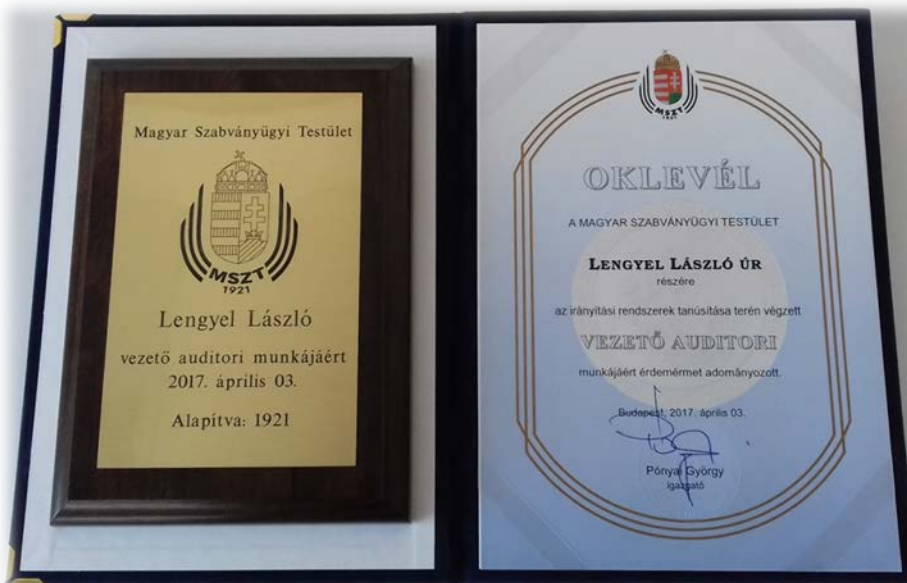 Magyar Szabványügyi Testület
MSZT
1921
Lengyel László
vezető auditori munkájáért
2017. április 03.
Alapítva: 1921
MSZT
1921
OKLEVÉL
A MAGYAR SZABVÁNYÜGYI TESTÜLET
LENGYEL LÁSZLÓ ÚR
részére
az irányítási rendszerek tanúsítása terén végzett
VEZETŐ AUDITORI
munkájáért érdemérmet adományozott.
Budapest, 2017. április 03.
Pónyai György
igazgató